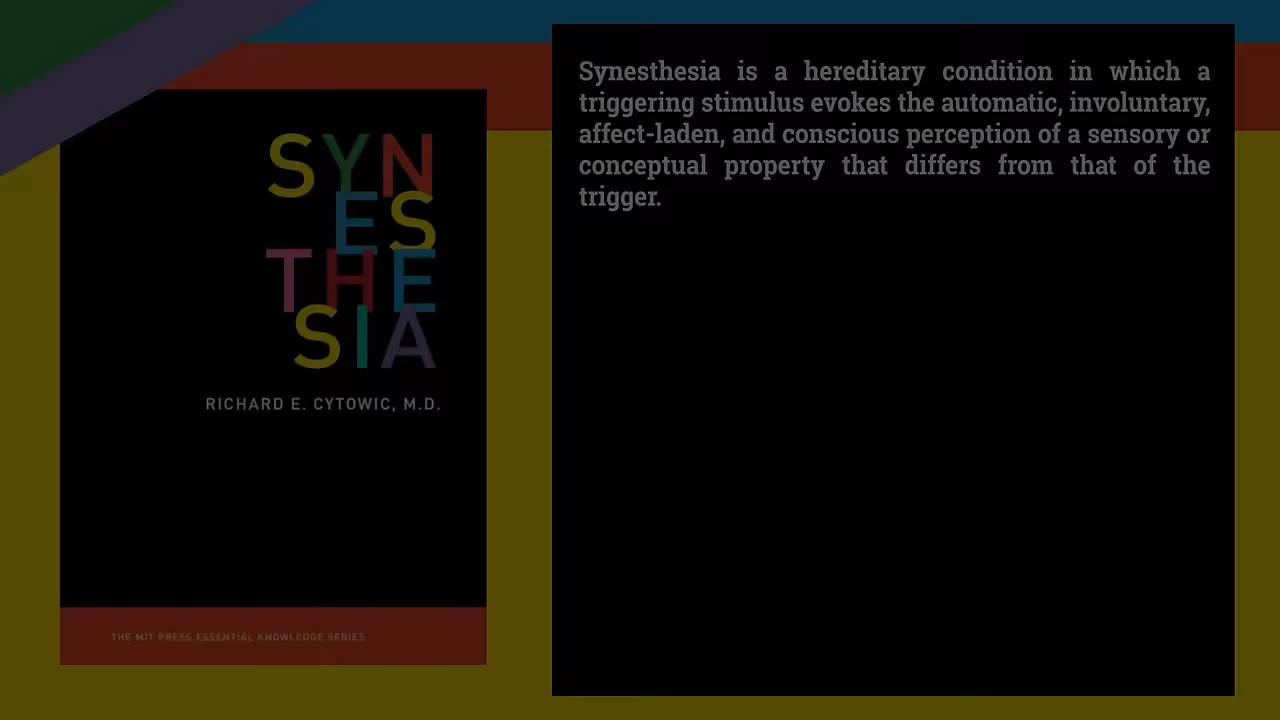 SYN
ES
THE
SIA
RICHARD E. CYTOWIC, M.D.
THE MIT PRESS ESSENTIAL KNOWLEDGE SERIES
Synesthesia is a hereditary condition in which a
triggering stimulus evokes the automatic, involuntary,
affect-laden, and conscious perception of a sensory or
conceptual property that differs from that of the
trigger.